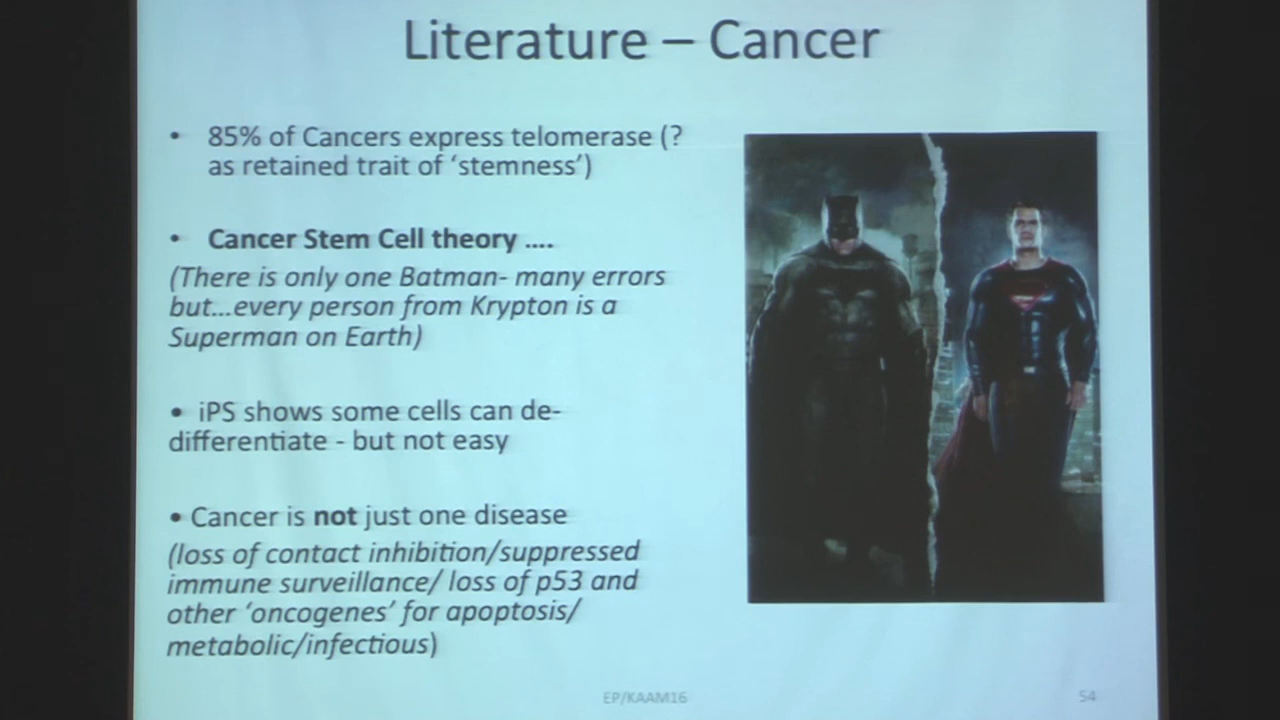 Literature – Cancer
• 85% of Cancers express telomerase (?
as retained trait of ‘stemness’)
• Cancer Stem Cell theory ....
(There is only one Batman- many errors
but...every person from Krypton is a
Superman on Earth)
• iPS shows some cells can de-
differentiate - but not easy
• Cancer is not just one disease
(loss of contact inhibition/suppressed
immune surveillance/ loss of p53 and
other ‘oncogenes’ for apoptosis/
metabolic/infectious)
EP/KAAM16
54